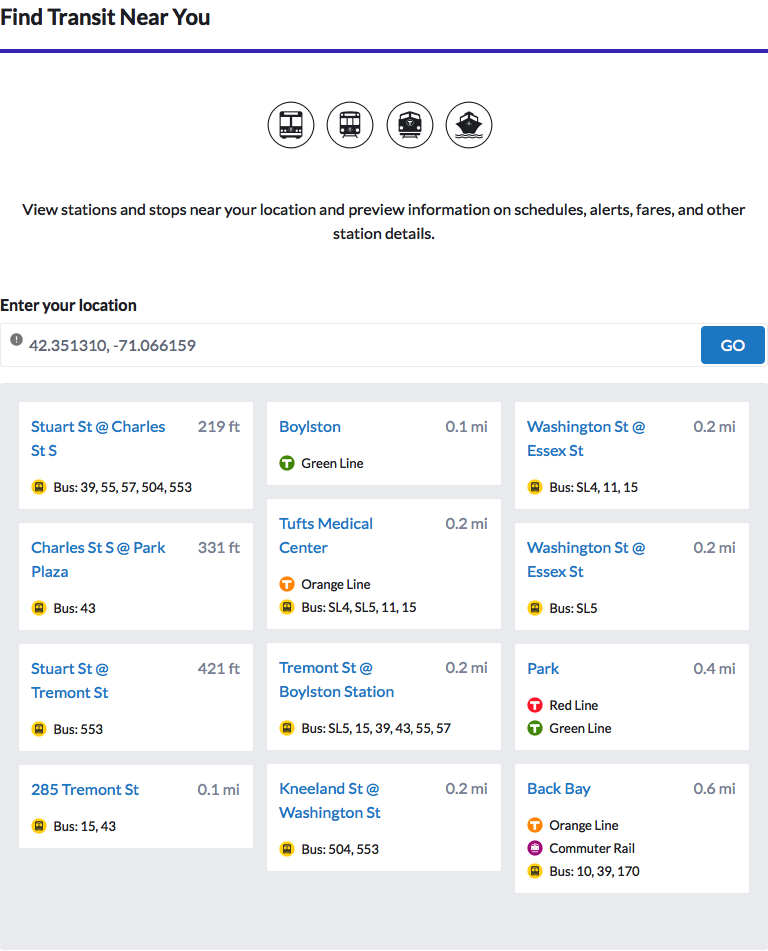 Find Transit Near You
View stations and stops near your location and preview information on schedules, alerts, fares, and other
station details.
Enter your location
42.351310, -71.066159
GO
Stuart St @ Charles
St S
219 ft
Bus: 39, 55, 57, 504, 553
Charles St S @ Park
Plaza
331 ft
Bus: 43
Stuart St @
Tremont St
421 ft
Bus: 553
285 Tremont St
0.1 mi
Bus: 15, 43
Boylston
0.1 mi
T Green Line
Tufts Medical
Center
0.2 mi
T Orange Line
Bus: SL4, SL5, 11, 15
Tremont St @
Boylston Station
0.2 mi
Bus: SL5, 15, 39, 43, 55, 57
Kneeland St @
Washington St
0.2 mi
Bus: 504, 553
Washington St @
Essex St
0.2 mi
Bus: SL4, 11, 15
Washington St @
Essex St
0.2 mi
Bus: SL5
Park
0.4 mi
T Red Line
T Green Line
Back Bay
0.6 mi
T Orange Line
Commuter Rail
Bus: 10, 39, 170